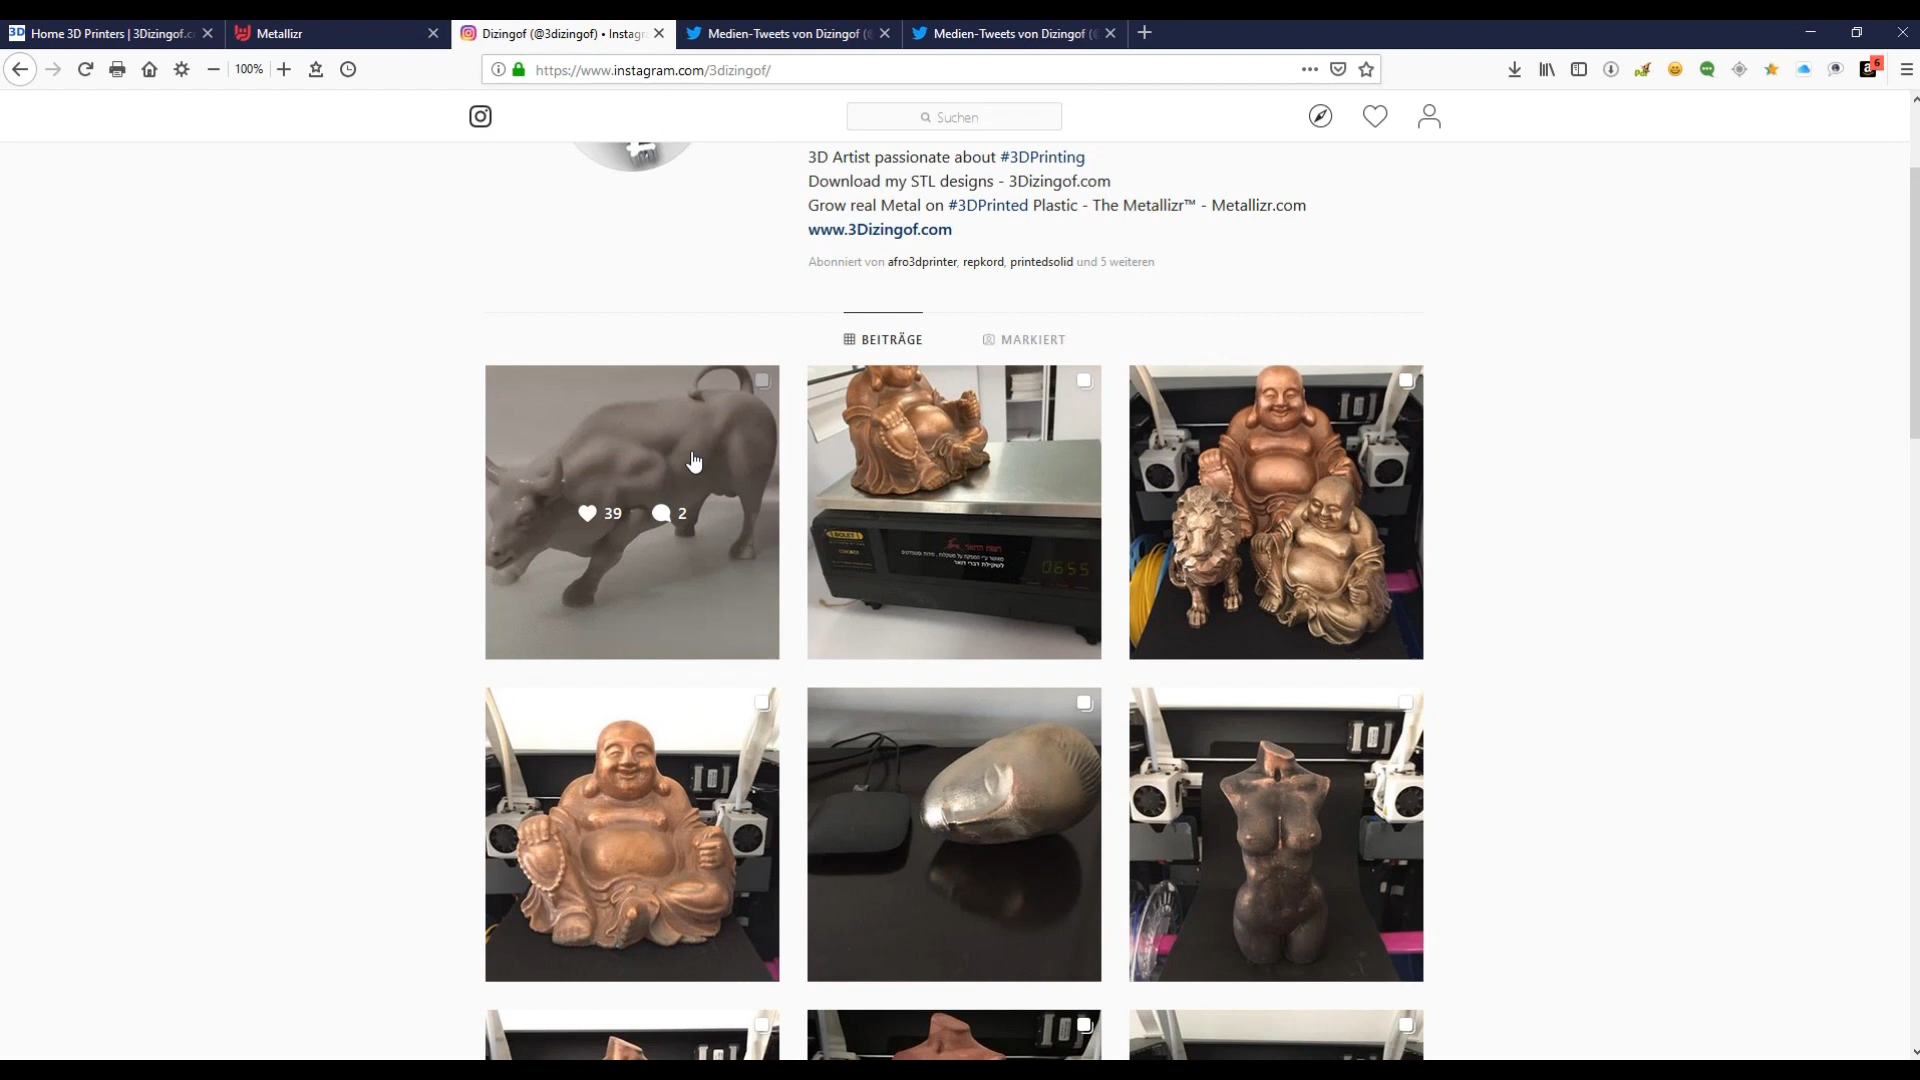 3D Home 3D Printers | 3Dizingof.c
Metallizr
Dizingof (@3dizingof) • Instagr
Medien-Tweets von Dizingof (
Medien-Tweets von Dizingof (
100%
https://www.instagram.com/3dizingof/
6
Suchen
3D Artist passionate about #3DPrinting
Download my STL designs - 3Dizingof.com
Grow real Metal on #3DPrinted Plastic - The Metallizr™ - Metallizr.com
www.3Dizingof.com
Abonniert von afro3dprinter, repkord, printedsolid und 5 weiteren
BEITRÄGE
MARKIERT
39
2
BOLET
0655